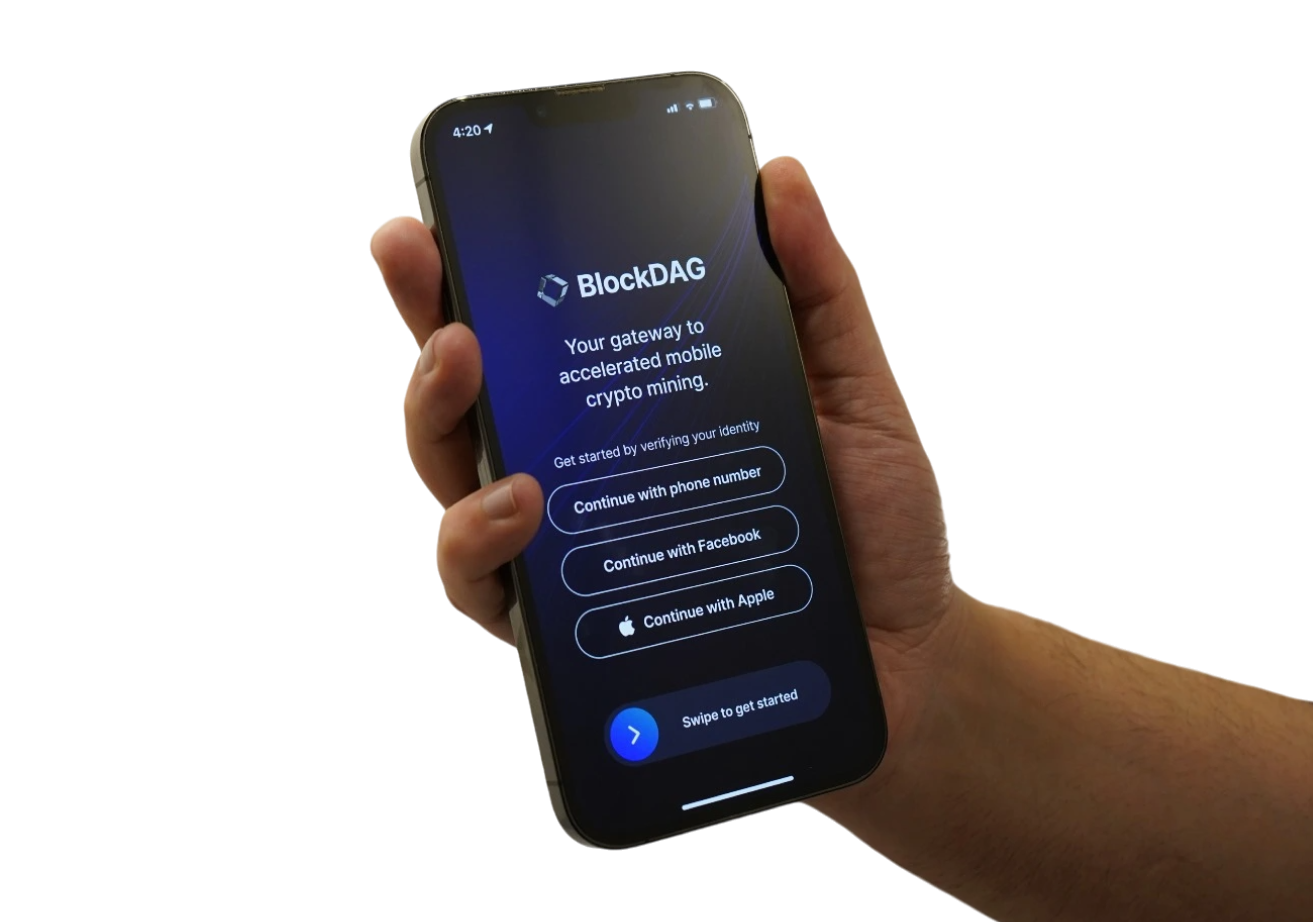 4:20
BlockDAG
Your gateway to
accelerated mobile
crypto mining.
Get started by verifying your identity
Continue with phone number
Continue with Facebook
Continue with Apple
Swipe to get started